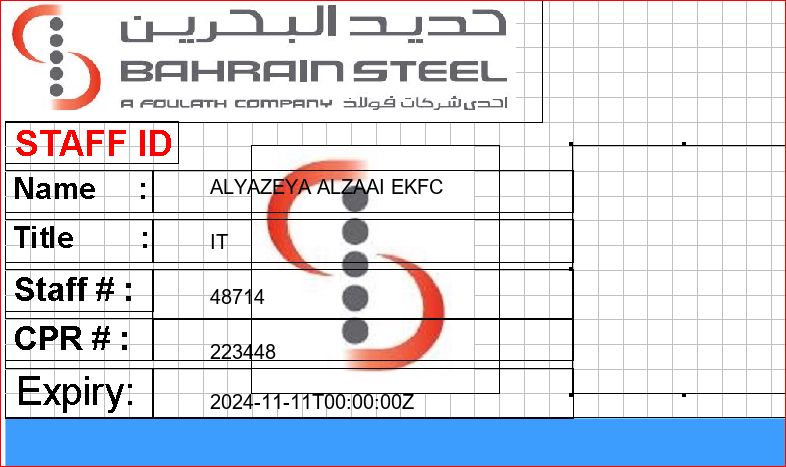 حديد البحرين
BAHRAIN STEEL
A FOULATH COMPANY احدى شركات فولاذ
STAFF ID
Name : ALYAZEYA ALZAAI EKFC
Title : IT
Staff # : 48714
CPR # : 223448
Expiry: 2024-11-11T00:00:00Z